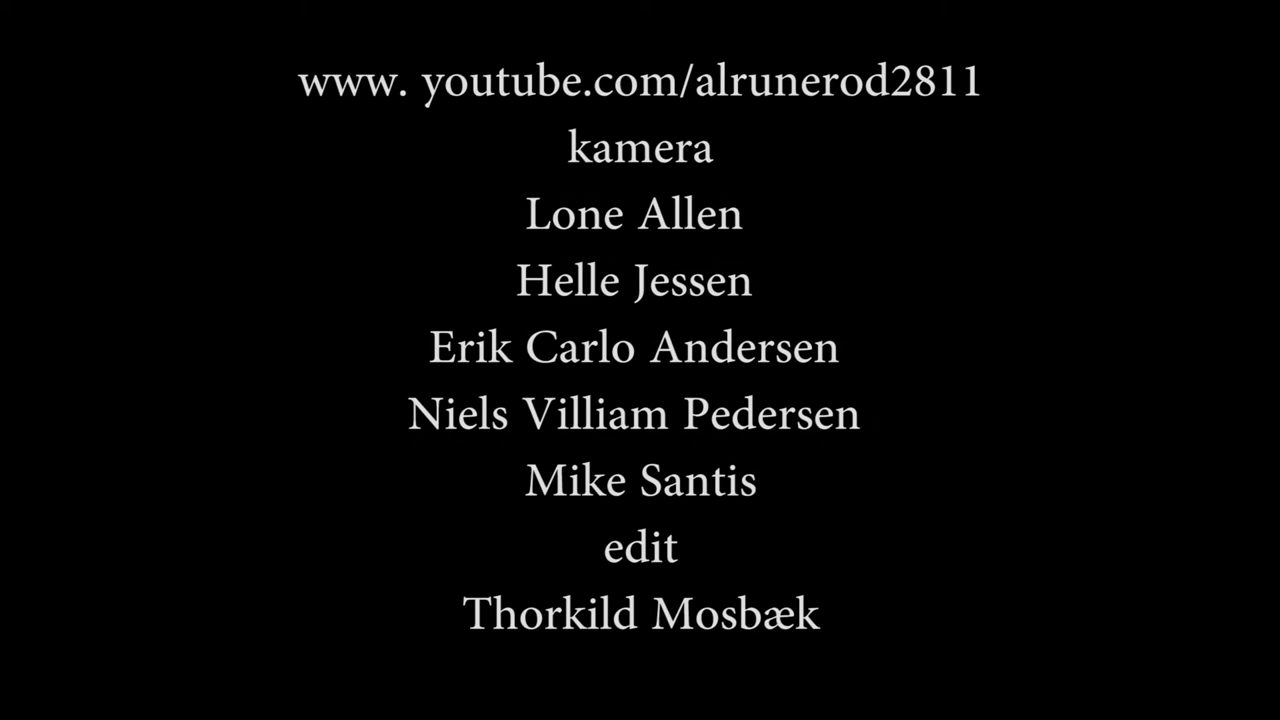 www. youtube.com/alrunerod2811
kamera
Lone Allen
Helle Jessen
Erik Carlo Andersen
Niels Villiam Pedersen
Mike Santis
edit
Thorkild Mosbæk